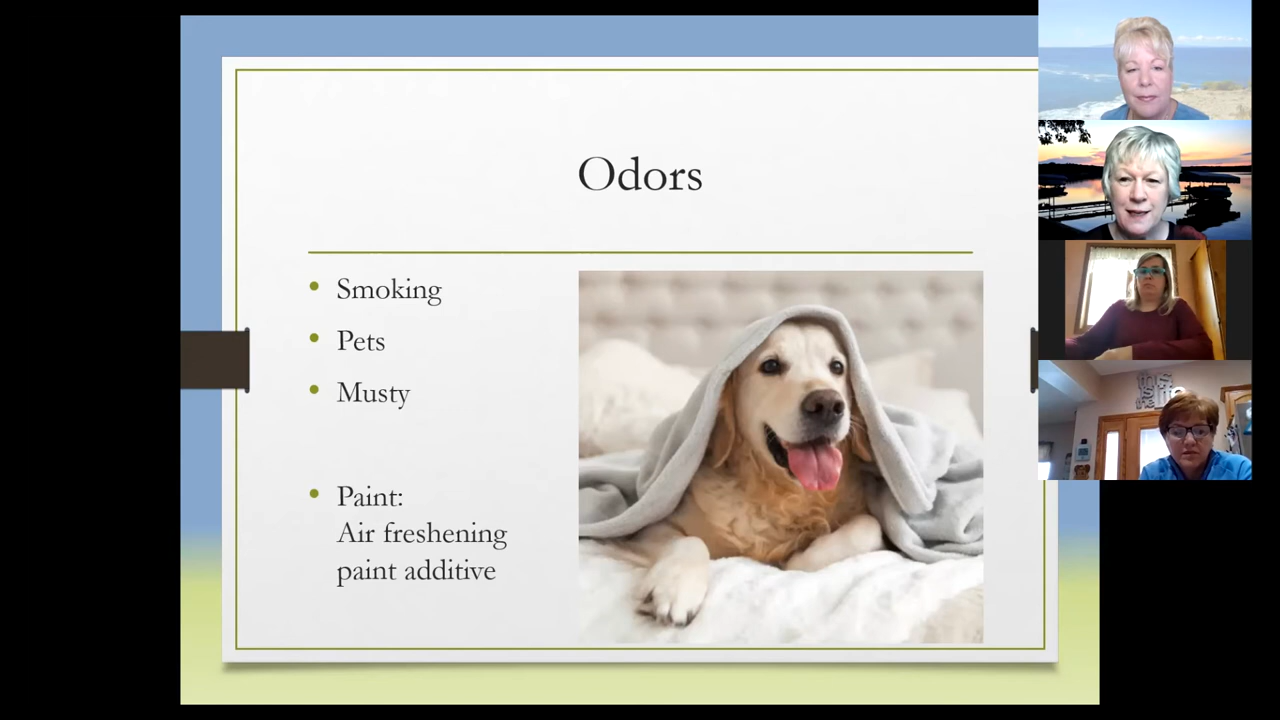 Odors
Smoking
Pets
Musty
Paint:
Air freshening
paint additive